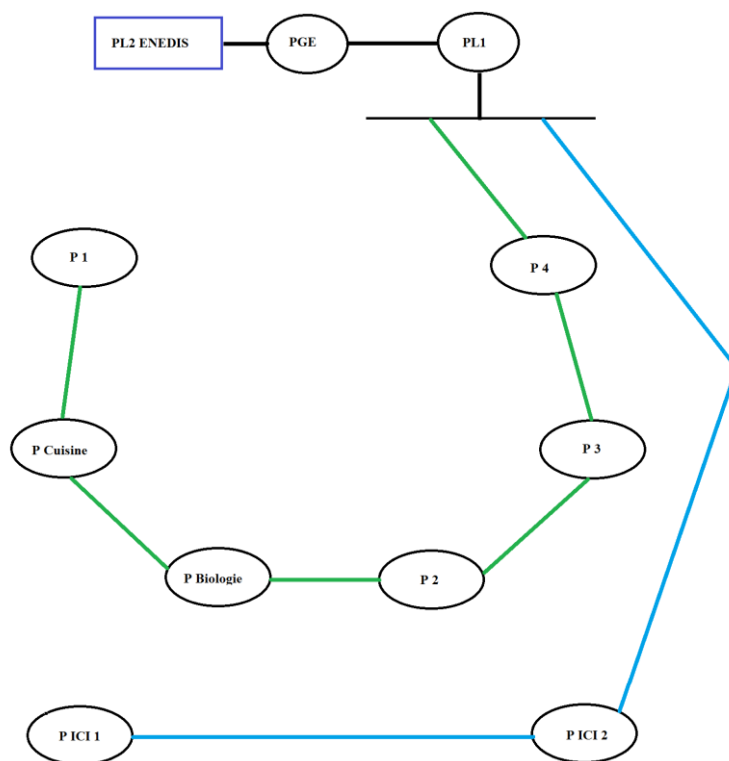 PL2 ENEDIS
PGE
PL1
P 1
P 4
P Cuisine
P 3
P Biologie
P 2
P ICI 1
P ICI 2